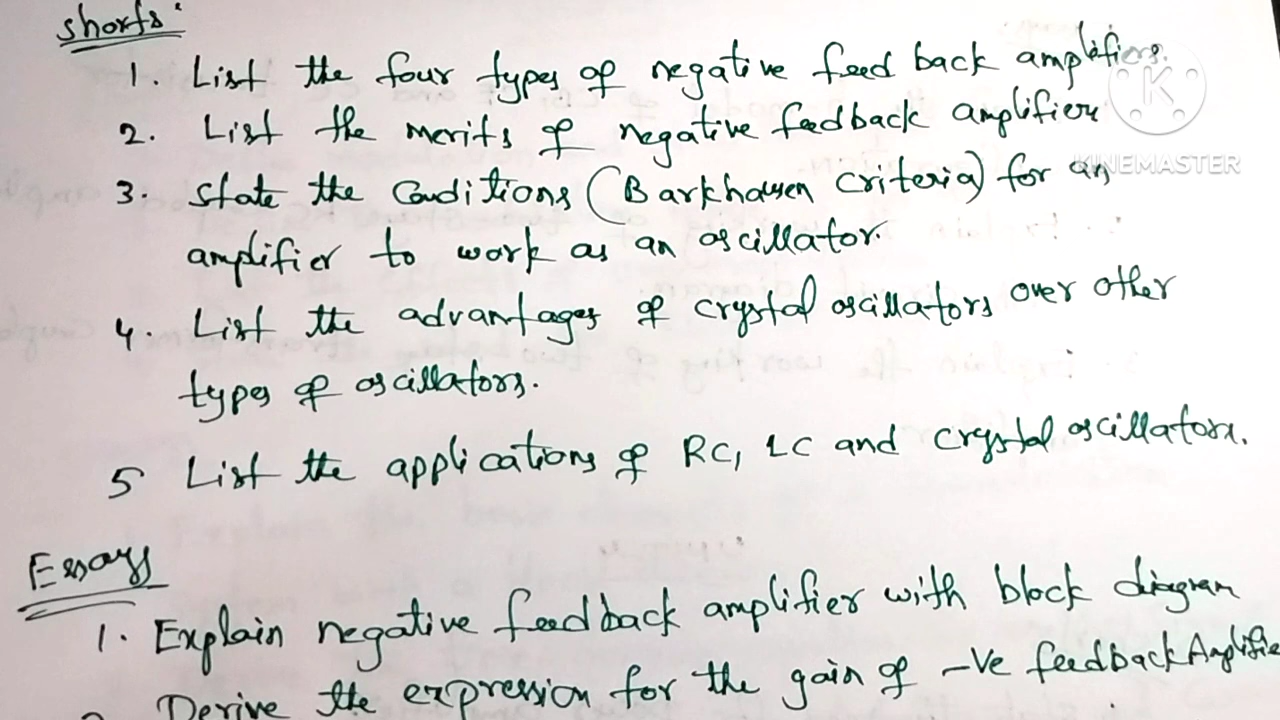 Shorts:
1. List the four types of negative feed back amplifiers.
2. List the merits of negative feedback amplifier
3. State the Conditions (Barkhausen Criteria) for an
amplifier to work as an oscillator.
4. List the advantages of crystal oscillators over other
types of oscillators.
5 List the applications of RC, LC and crystal oscillators.
Essays
1. Explain negative feedback amplifier with block diagram
Derive the expression for the gain of -Ve feedback Amplifie
K
KINEMASTER